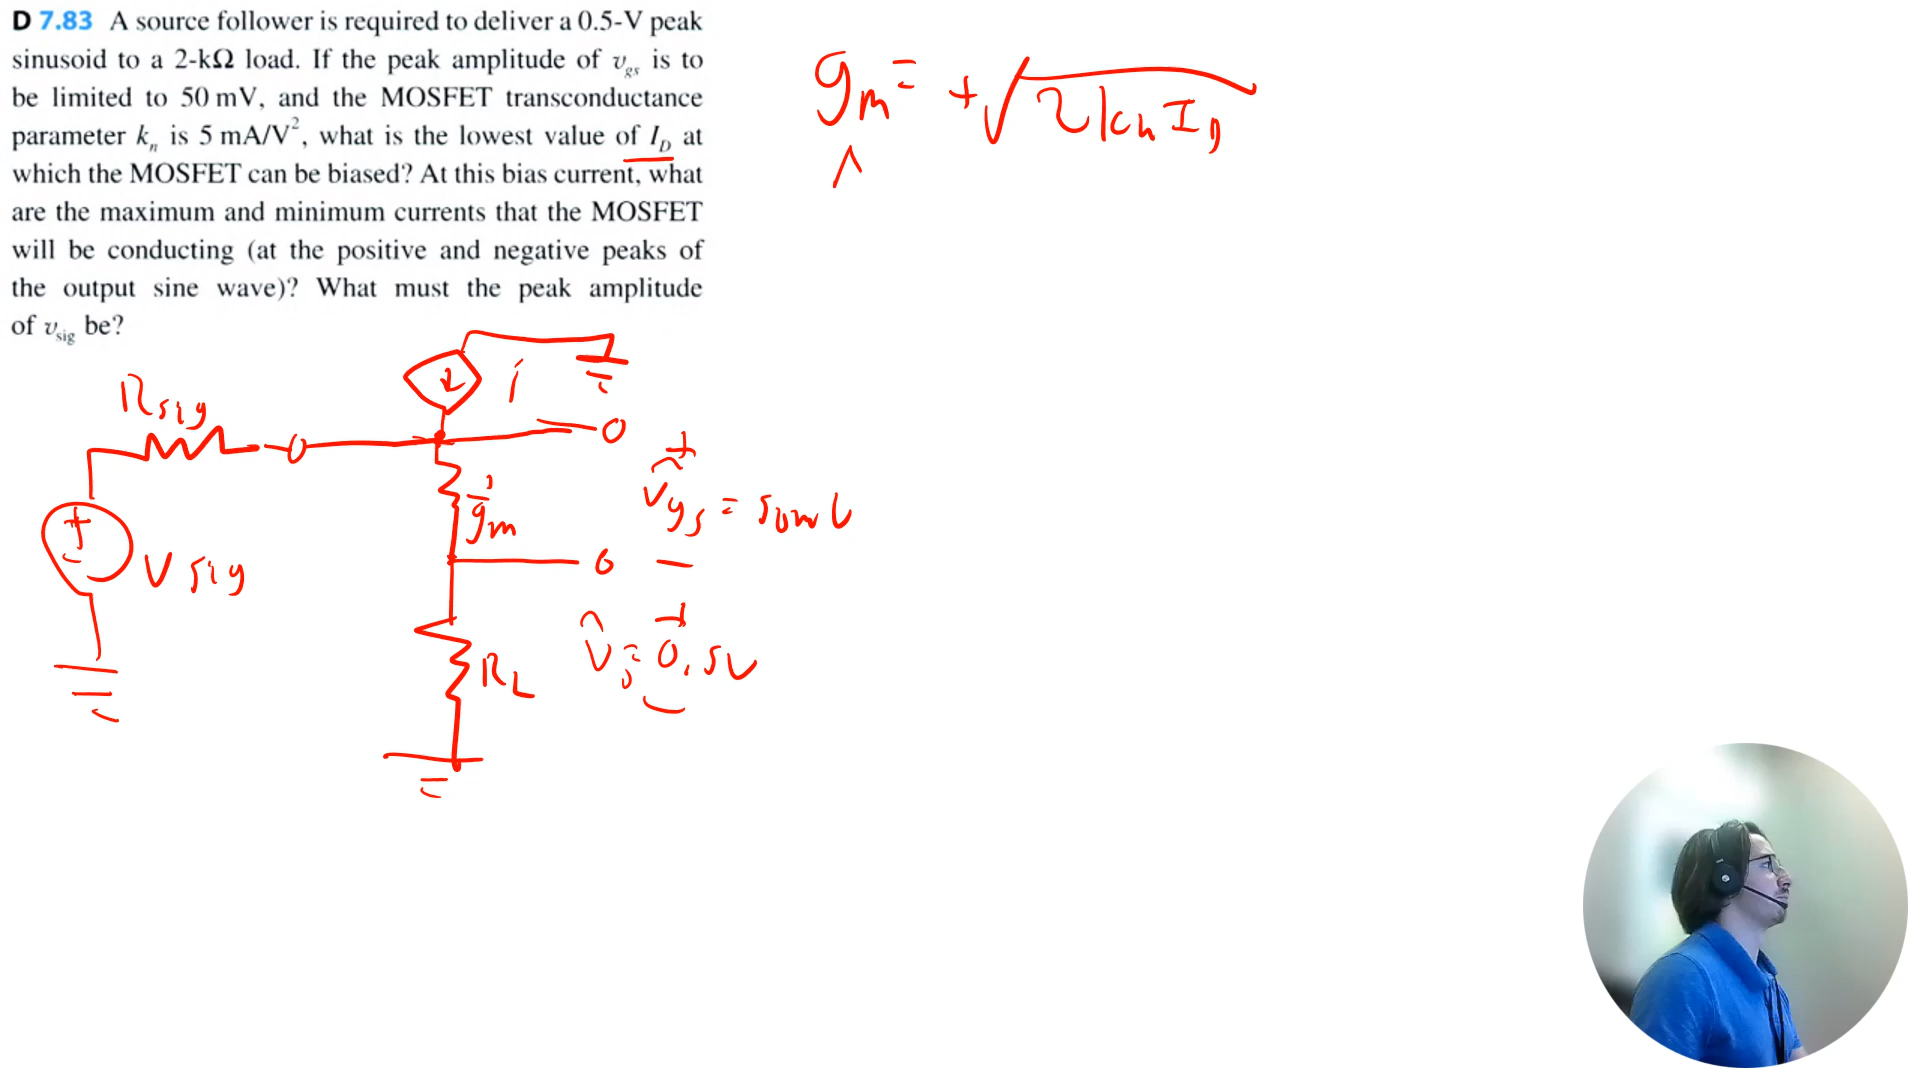 D 7.83 A source follower is required to deliver a 0.5-V peak
sinusoid to a 2-kΩ load. If the peak amplitude of v_gs is to
be limited to 50 mV, and the MOSFET transconductance
parameter k_n is 5 mA/V², what is the lowest value of I_D at
which the MOSFET can be biased? At this bias current, what
are the maximum and minimum currents that the MOSFET
will be conducting (at the positive and negative peaks of
the output sine wave)? What must the peak amplitude
of v_sig be?
g_m = +√(2 k_n I_D)
R_sig
i
1/g_m
+
v̂_gs = 50mV
−
+
−
V_sig
+
v̂_o = 0.5V
−
R_L